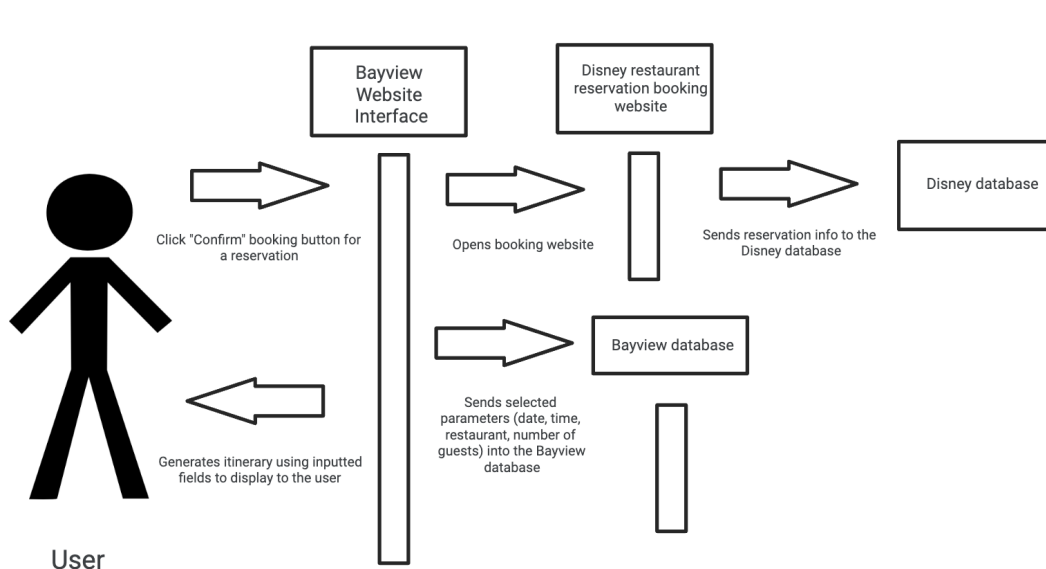 Bayview
Website
Interface
Disney restaurant
reservation booking
website
Disney database
Click "Confirm" booking button for
a reservation
Opens booking website
Sends reservation info to the
Disney database
Bayview database
Generates itinerary using inputted
fields to display to the user
Sends selected
parameters (date, time,
restaurant, number of
guests) into the Bayview
database
User